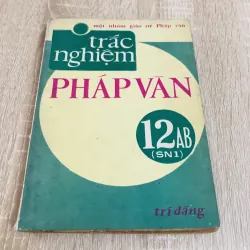 một nhóm giáo sư Pháp văn
trắc
nghiệm
PHÁP VĂN
12AB
(SN1)
trí đăng